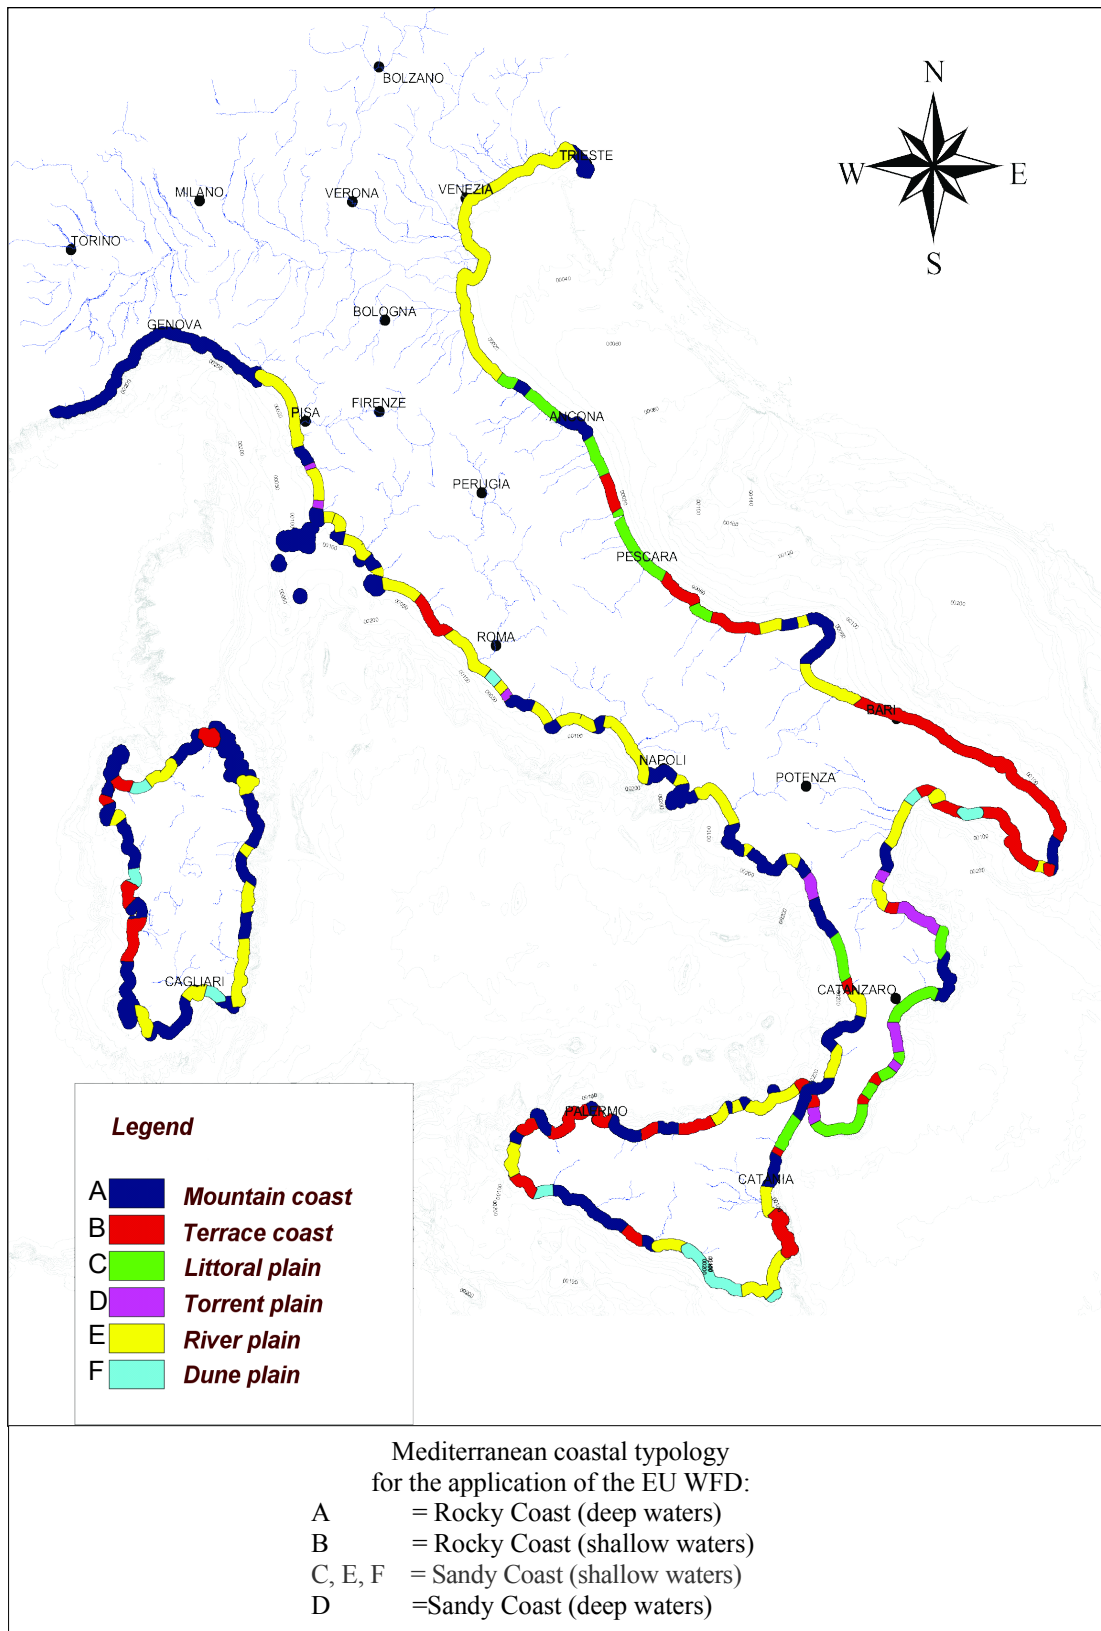 N
W
E
S
BOLZANO
TRIESTE
MILANO
VERONA
VENEZIA
TORINO
BOLOGNA
GENOVA
PISA
FIRENZE
ANCONA
PERUGIA
PESCARA
ROMA
BARI
NAPOLI
POTENZA
CAGLIARI
CATANZARO
PALERMO
CATANIA
Legend
A Mountain coast
B Terrace coast
C Littoral plain
D Torrent plain
E River plain
F Dune plain
Mediterranean coastal typology
for the application of the EU WFD:
A = Rocky Coast (deep waters)
B = Rocky Coast (shallow waters)
C, E, F = Sandy Coast (shallow waters)
D =Sandy Coast (deep waters)